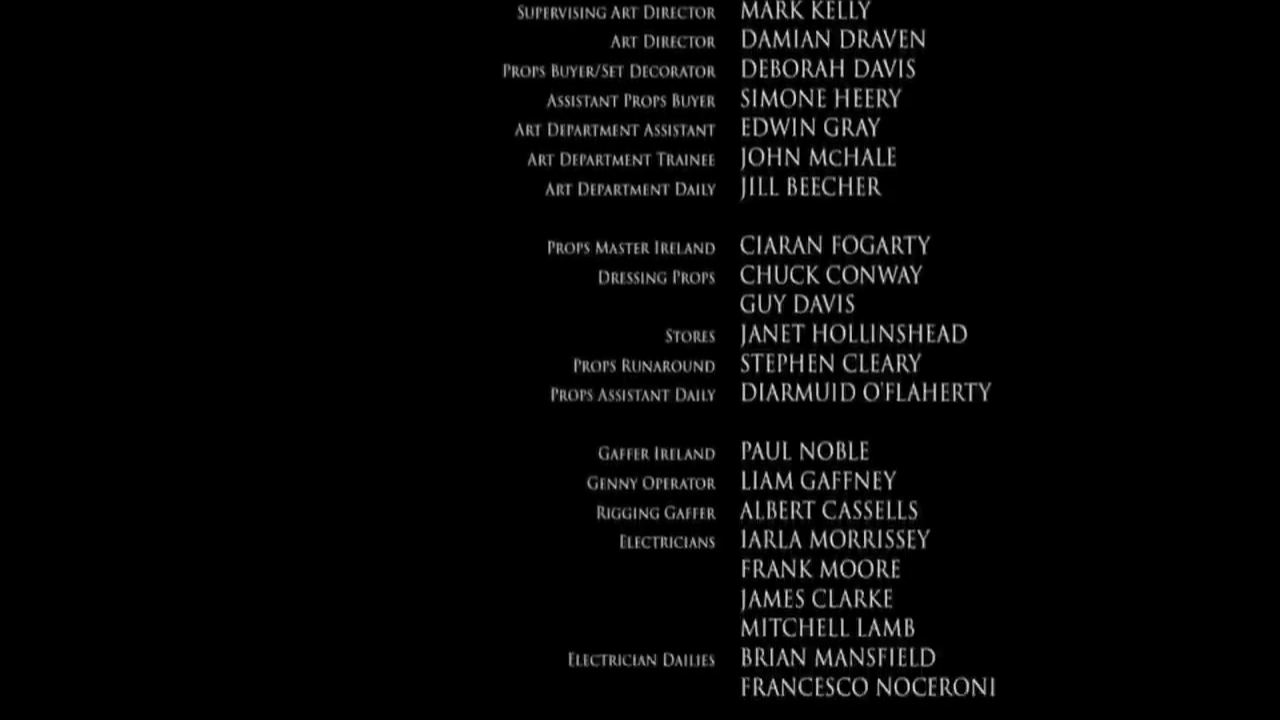 Supervising Art Director MARK KELLY
Art Director DAMIAN DRAVEN
Props Buyer/Set Decorator DEBORAH DAVIS
Assistant Props Buyer SIMONE HEERY
Art Department Assistant EDWIN GRAY
Art Department Trainee JOHN McHALE
Art Department Daily JILL BEECHER
Props Master Ireland CIARAN FOGARTY
Dressing Props CHUCK CONWAY
GUY DAVIS
Stores JANET HOLLINSHEAD
Props Runaround STEPHEN CLEARY
Props Assistant Daily DIARMUID O'FLAHERTY
Gaffer Ireland PAUL NOBLE
Genny Operator LIAM GAFFNEY
Rigging Gaffer ALBERT CASSELLS
Electricians IARLA MORRISSEY
FRANK MOORE
JAMES CLARKE
MITCHELL LAMB
Electrician Dailies BRIAN MANSFIELD
FRANCESCO NOCERONI